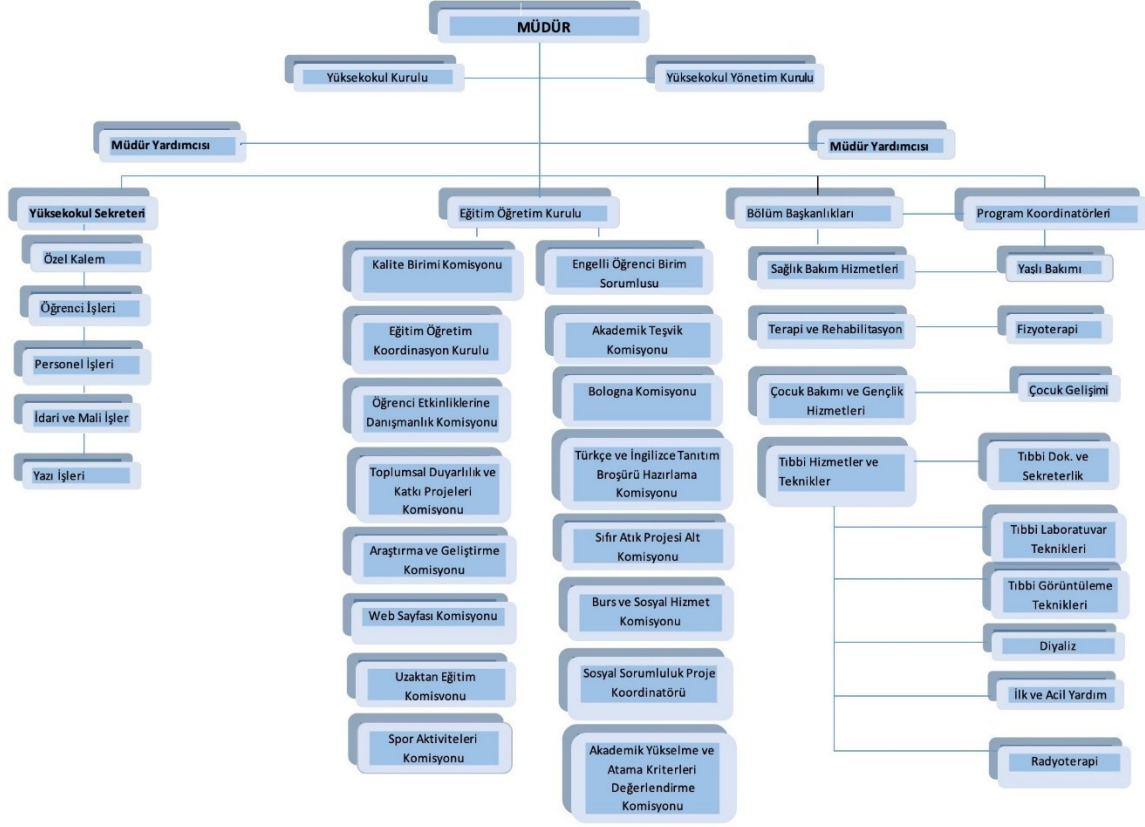 MÜDÜR
Yüksekokul Kurulu
Yüksekokul Yönetim Kurulu
Müdür Yardımcısı
Müdür Yardımcısı
Yüksekokul Sekreteri
Özel Kalem
Öğrenci İşleri
Personel İşleri
İdari ve Mali İşler
Yazı İşleri
Eğitim Öğretim Kurulu
Kalite Birimi Komisyonu
Eğitim Öğretim
Koordinasyon Kurulu
Öğrenci Etkinliklerine
Danışmanlık Komisyonu
Toplumsal Duyarlılık ve
Katkı Projeleri
Komisyonu
Araştırma ve Geliştirme
Komisyonu
Web Sayfası Komisyonu
Uzaktan Eğitim
Komisvonu
Spor Aktiviteleri
Komisyonu
Engelli Öğrenci Birim
Sorumlusu
Akademik Teşvik
Komisyonu
Bologna Komisyonu
Türkçe ve İngilizce Tanıtım
Broşürü Hazırlama
Komisyonu
Sıfır Atık Projesi Alt
Komisyonu
Burs ve Sosyal Hizmet
Komisyonu
Sosyal Sorumluluk Proje
Koordinatörü
Akademik Yükselme ve
Atama Kriterleri
Değerlendirme
Komisyonu
Bölüm Başkanlıkları
Sağlık Bakım Hizmetleri
Terapi ve Rehabilitasyon
Çocuk Bakımı ve Gençlik
Hizmetleri
Tıbbi Hizmetler ve
Teknikler
Program Koordinatörleri
Yaşlı Bakımı
Fizyoterapi
Çocuk Gelişimi
Tıbbi Dok. ve
Sekreterlik
Tıbbi Laboratuvar
Teknikleri
Tıbbi Görüntüleme
Teknikleri
Diyaliz
İlk ve Acil Yardım
Radyoterapi